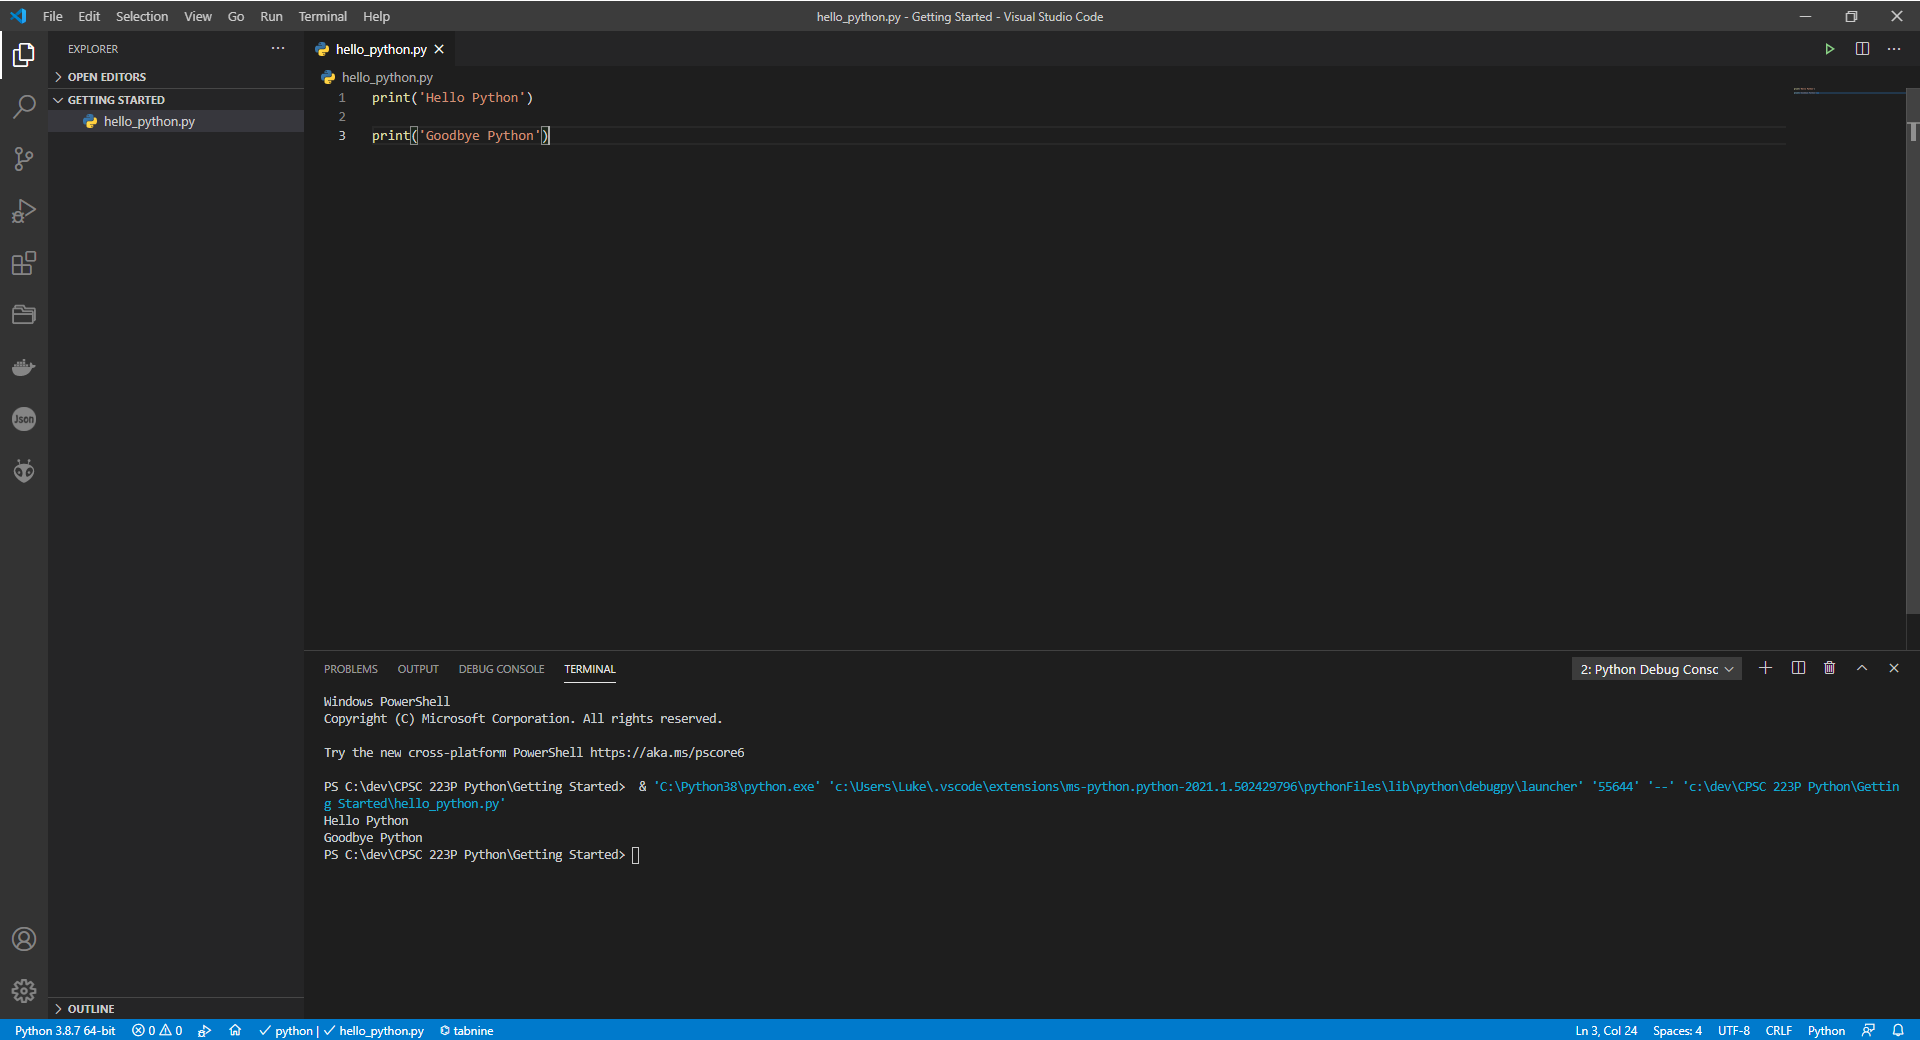 File Edit Selection View Go Run Terminal Help
hello_python.py - Getting Started - Visual Studio Code
EXPLORER
OPEN EDITORS
GETTING STARTED
hello_python.py
hello_python.py
hello_python.py
1 print('Hello Python')
2
3 print('Goodbye Python')
Json
PROBLEMS OUTPUT DEBUG CONSOLE TERMINAL
2: Python Debug Consc
Windows PowerShell
Copyright (C) Microsoft Corporation. All rights reserved.
Try the new cross-platform PowerShell https://aka.ms/pscore6
PS C:\dev\CPSC 223P Python\Getting Started>  & 'C:\Python38\python.exe' 'c:\Users\Luke\.vscode\extensions\ms-python.python-2021.1.502429796\pythonFiles\lib\python\debugpy\launcher' '55644' '--' 'c:\dev\CPSC 223P Python\Gettin
g Started\hello_python.py'
Hello Python
Goodbye Python
PS C:\dev\CPSC 223P Python\Getting Started>
OUTLINE
Python 3.8.7 64-bit 0 0 python | hello_python.py tabnine
Ln 3, Col 24 Spaces: 4 UTF-8 CRLF Python